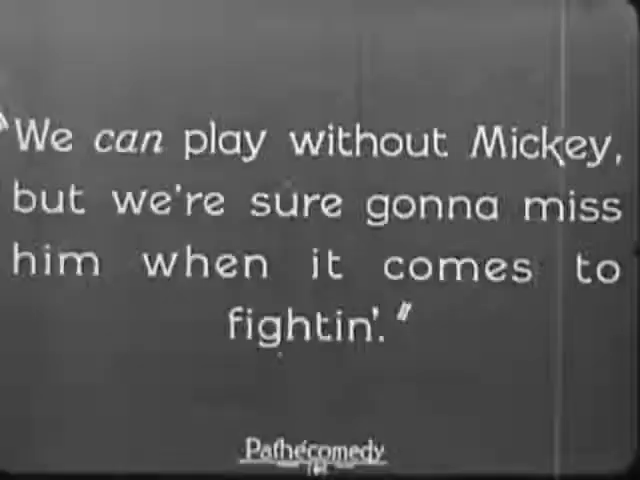 "We can play without Mickey,
but we're sure gonna miss
him when it comes to
fightin'."
Pathécomedy